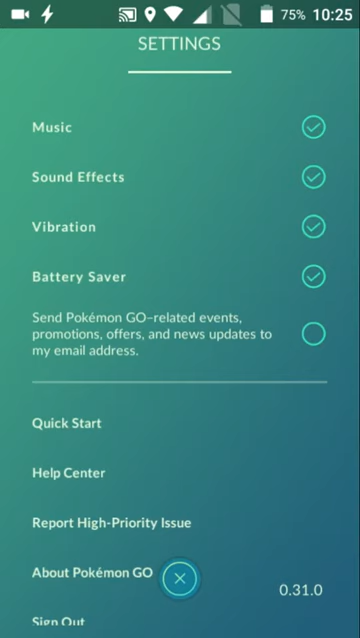 75% 10:25
SETTINGS
Music
Sound Effects
Vibration
Battery Saver
Send Pokémon GO–related events,
promotions, offers, and news updates to
my email address.
Quick Start
Help Center
Report High-Priority Issue
About Pokémon GO
0.31.0
Sign Out